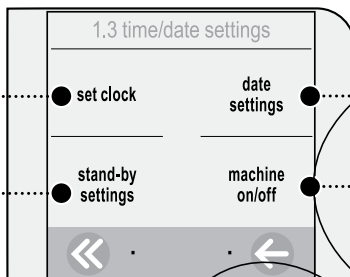 1.3 time/date settings
set clock
date
settings
stand-by
settings
machine
on/off